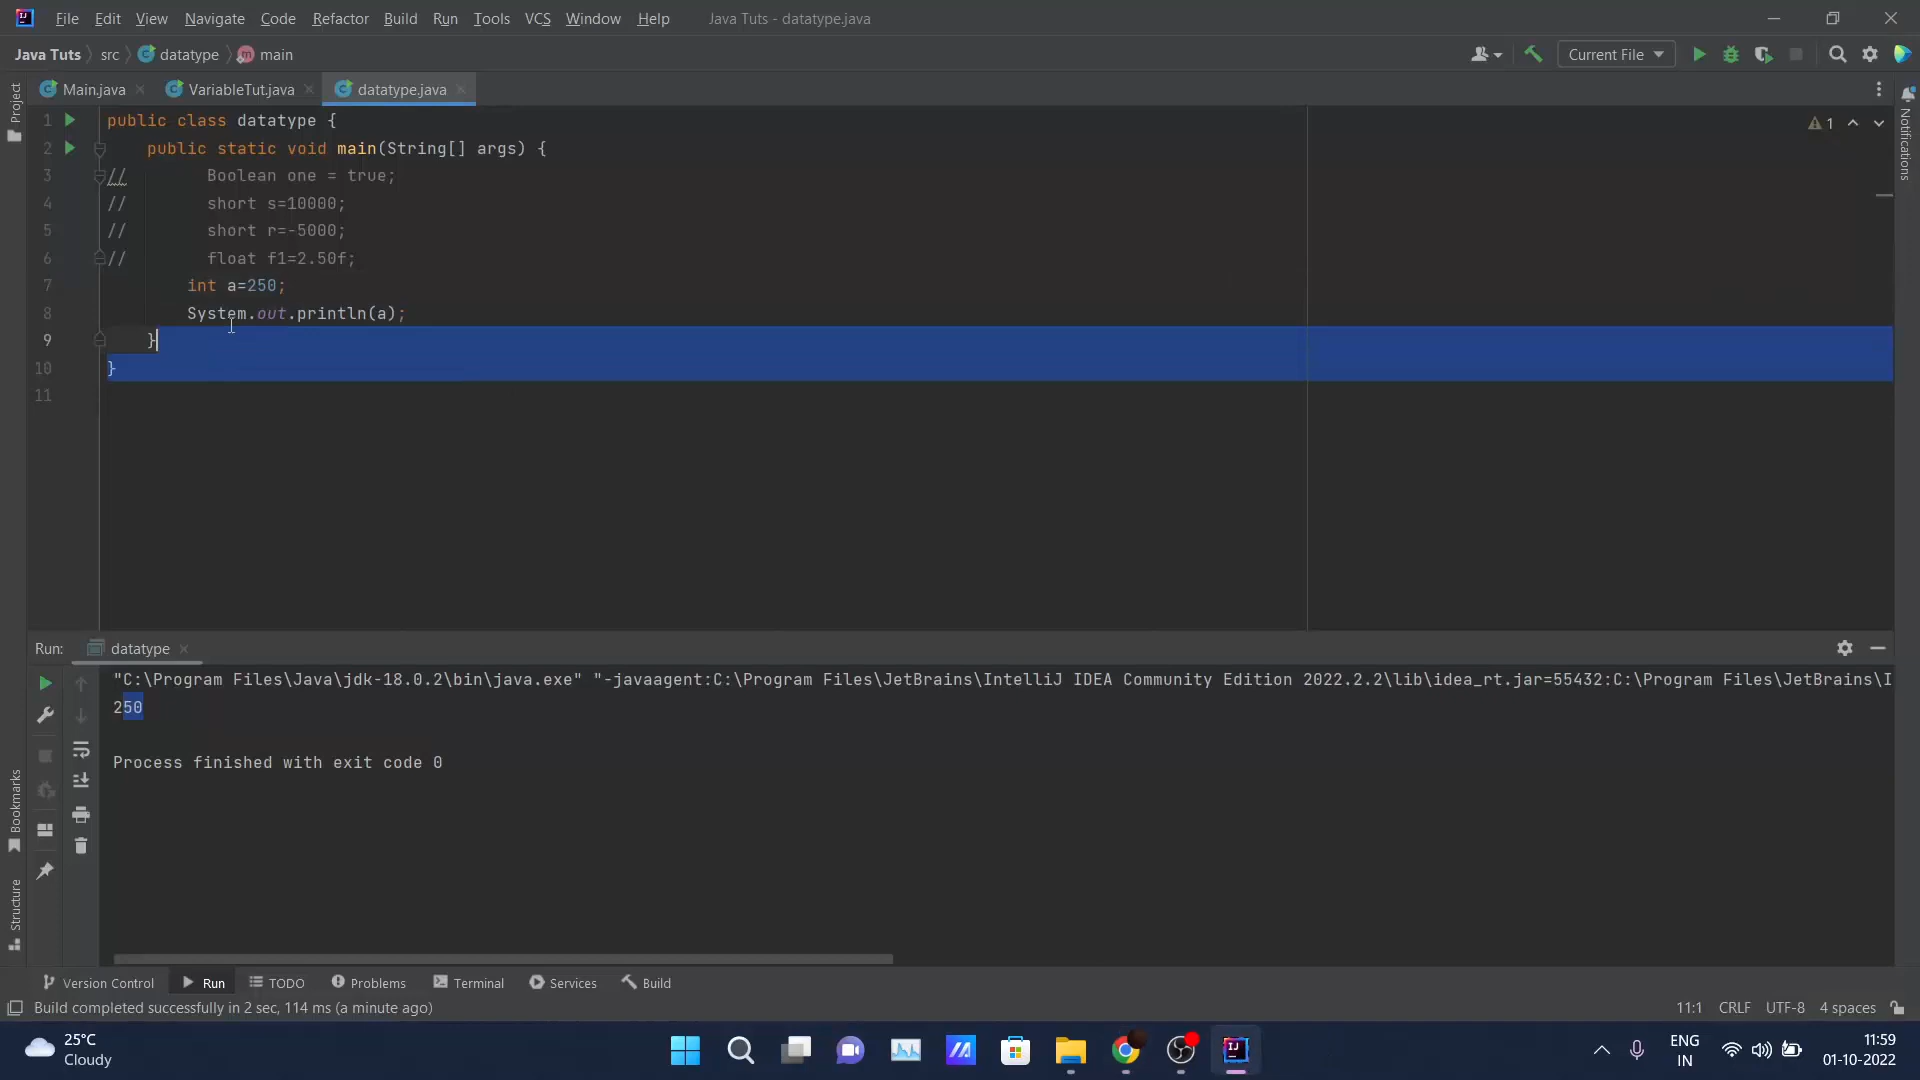 File Edit View Navigate Code Refactor Build Run Tools VCS Window Help Java Tuts - datatype.java
Java Tuts src datatype main Current File
Main.java VariableTut.java datatype.java
Project
Notifications
1 public class datatype {
1
2 public static void main(String[] args) {
3 // Boolean one = true;
4 // short s=10000;
5 // short r=-5000;
6 // float f1=2.50f;
7 int a=250;
8 System.out.println(a);
9 }
10 }
11
Run: datatype
"C:\Program Files\Java\jdk-18.0.2\bin\java.exe" "-javaagent:C:\Program Files\JetBrains\IntelliJ IDEA Community Edition 2022.2.2\lib\idea_rt.jar=55432:C:\Program Files\JetBrains\I
250
Process finished with exit code 0
Bookmarks
Structure
Version Control Run TODO Problems Terminal Services Build
Build completed successfully in 2 sec, 114 ms (a minute ago) 11:1 CRLF UTF-8 4 spaces
25°C
Cloudy
IJ
ENG
IN
11:59
01-10-2022